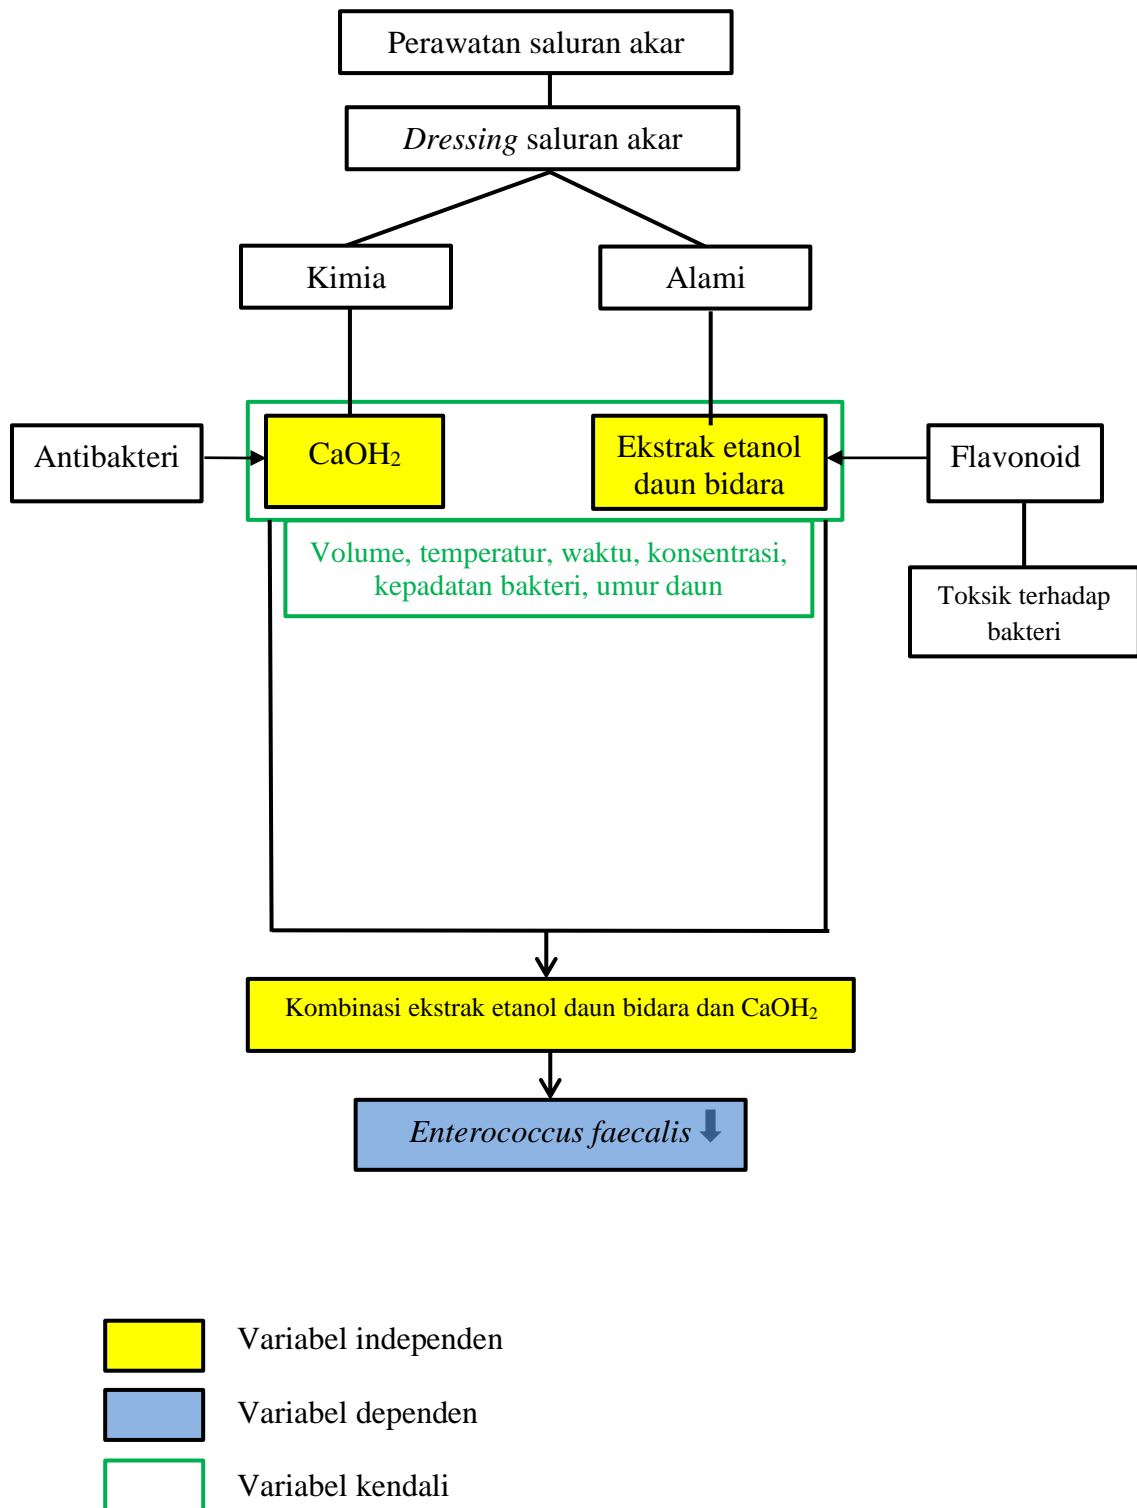 Perawatan saluran akar
Dressing saluran akar
Kimia
Alami
Antibakteri
CaOH₂
Ekstrak etanol
daun bidara
Flavonoid
Volume, temperatur, waktu, konsentrasi,
kepadatan bakteri, umur daun
Toksik terhadap
bakteri
Kombinasi ekstrak etanol daun bidara dan CaOH₂
Enterococcus faecalis
Variabel independen
Variabel dependen
Variabel kendali